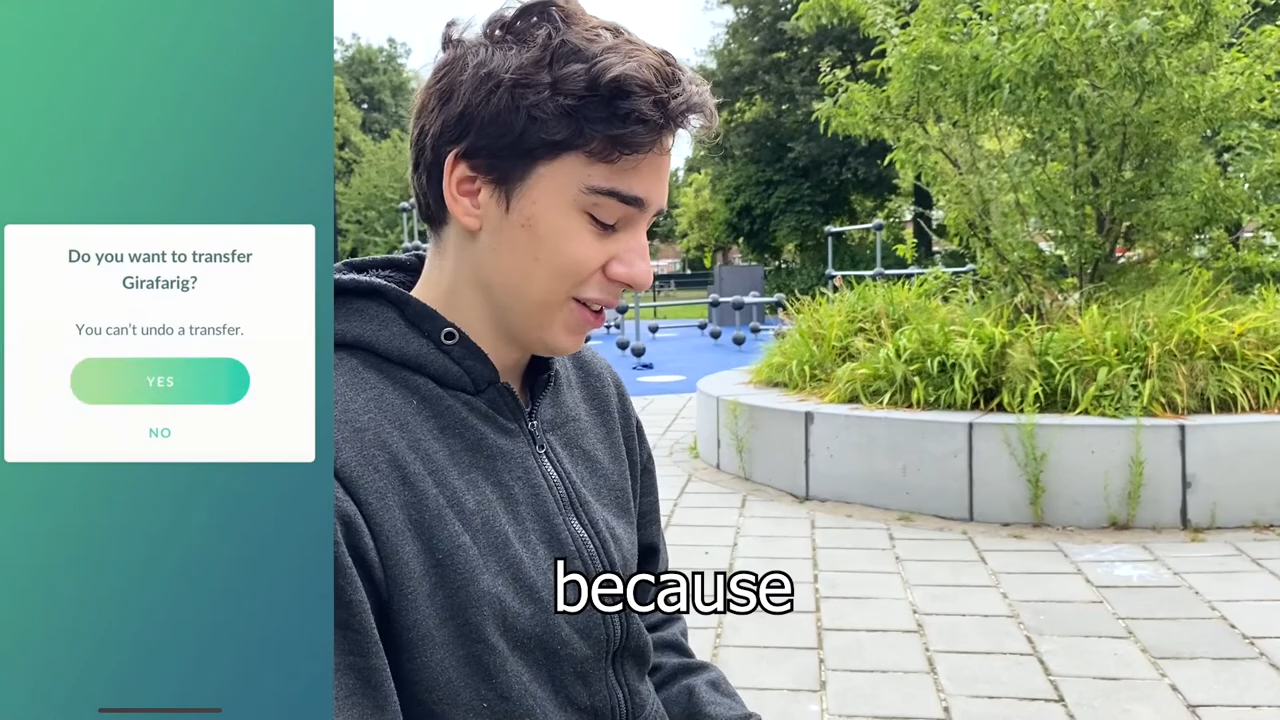 Do you want to transfer
Girafarig?
You can't undo a transfer.
YES
NO
because